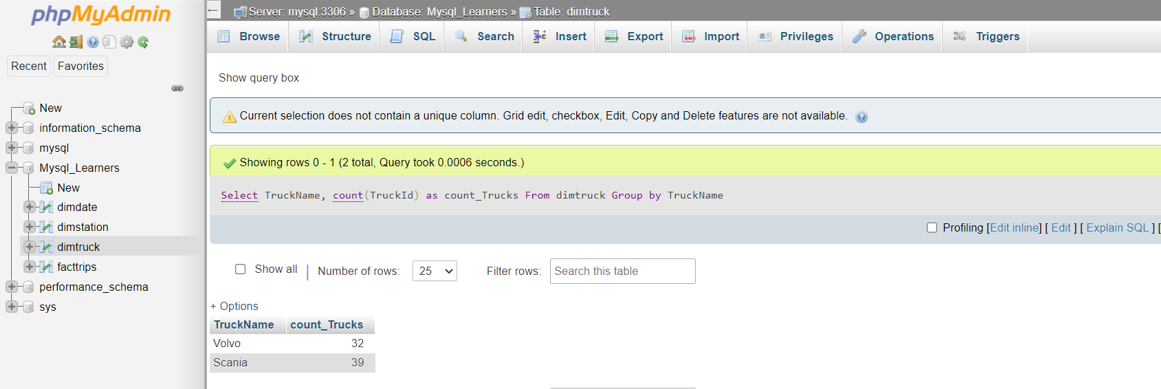 phpMyAdmin
Recent Favorites
New
information_schema
mysql
Mysql_Learners
New
dimdate
dimstation
dimtruck
facttrips
performance_schema
sys
Server: mysql:3306 » Database: Mysql_Learners » Table: dimtruck
Browse Structure SQL Search Insert Export Import Privileges Operations Triggers
Show query box
Current selection does not contain a unique column. Grid edit, checkbox, Edit, Copy and Delete features are not available.
Showing rows 0 - 1 (2 total, Query took 0.0006 seconds.)
Select TruckName, count(TruckId) as count_Trucks From dimtruck Group by TruckName
Profiling [Edit inline] [ Edit ] [ Explain SQL ] [
Show all | Number of rows: 25 Filter rows: Search this table
+ Options
TruckName count_Trucks
Volvo 32
Scania 39